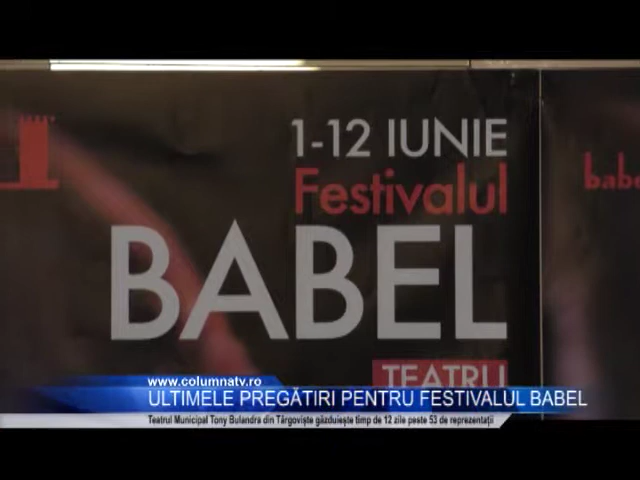 1-12 IUNIE
Festivalul
BABEL
TEATRU
www.columnatv.ro
ULTIMELE PREGĂTIRI PENTRU FESTIVALUL BABEL
Teatrul Municipal Tony Bulandra din Târgoviște găzduiește timp de 12 zile peste 53 de reprezentații